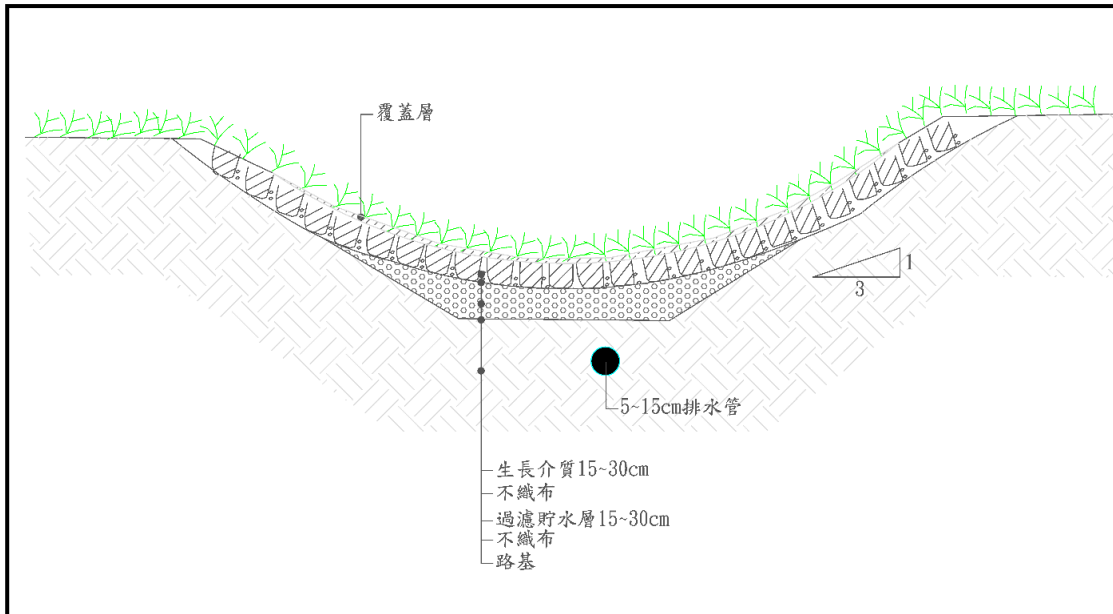 覆蓋層
1
3
5~15cm排水管
生長介質15~30cm
不織布
過濾貯水層15~30cm
不織布
路基